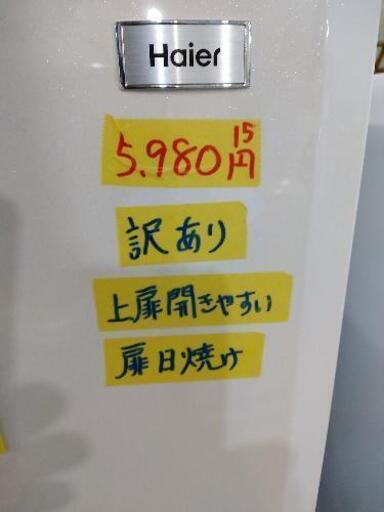 Haier
5.980円
15
訳あり
上扉開きやすい
扉日焼け